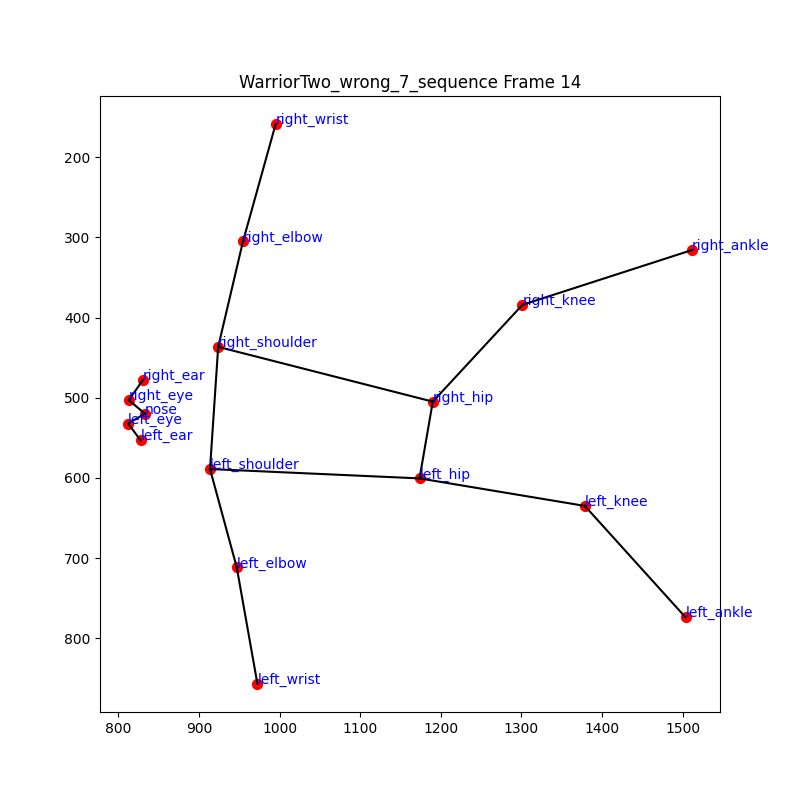 WarriorTwo_wrong_7_sequence Frame 14
right_wrist
200
right_elbow
right_ankle
300
right_knee
400
right_shoulder
right_ear
right_eye
right_hip
500
nose
left_eye
left_ear
left_shoulder
left_hip
600
left_knee
left_elbow
700
left_ankle
800
left_wrist
800 900 1000 1100 1200 1300 1400 1500